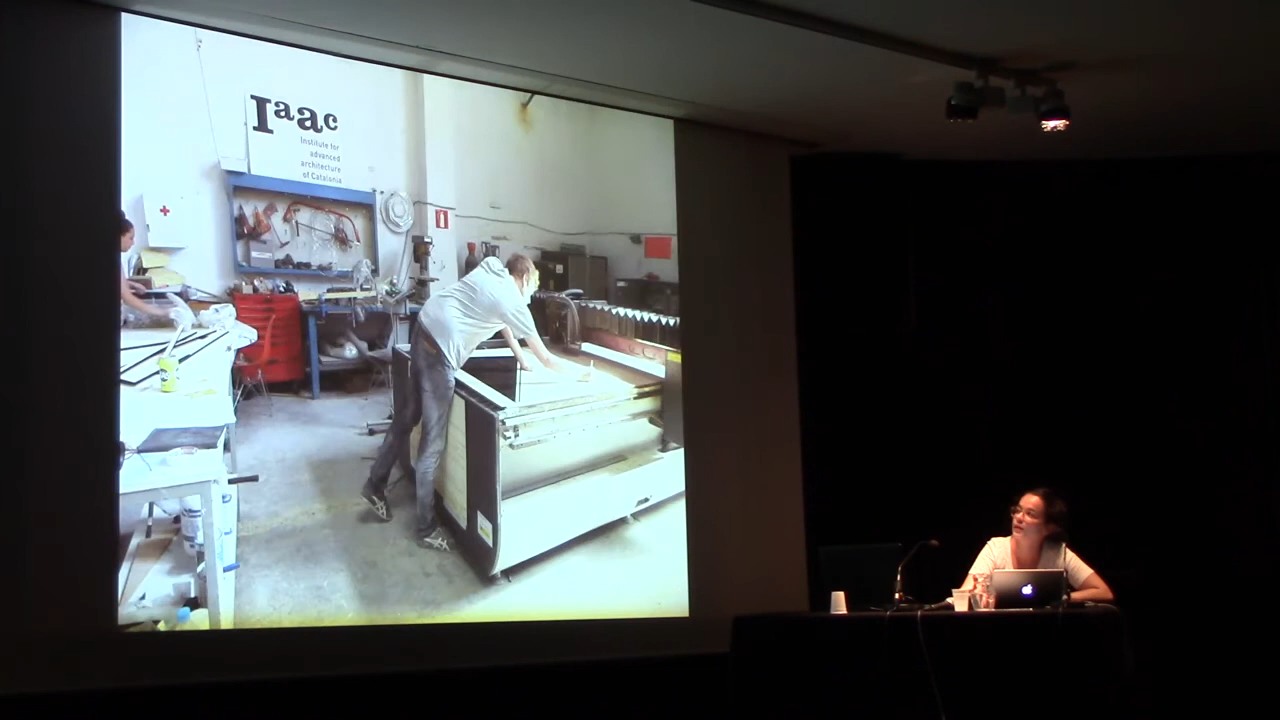 Iaac
Institute for
advanced
architecture
of Catalonia